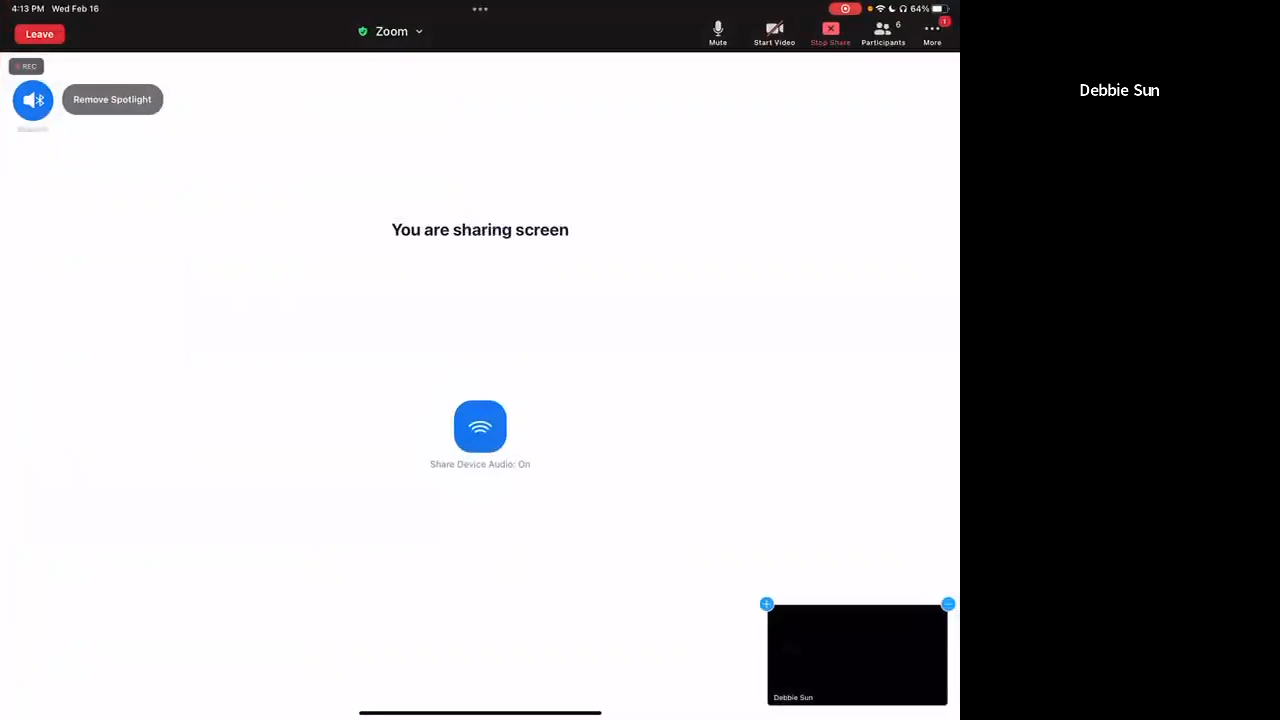 4:13 PM Wed Feb 16
64%
Leave
Zoom
Mute
Start Video
Stop Share
6
Participants
1
More
REC
Remove Spotlight
Debbie Sun
You are sharing screen
Share Device Audio: On
Debbie Sun